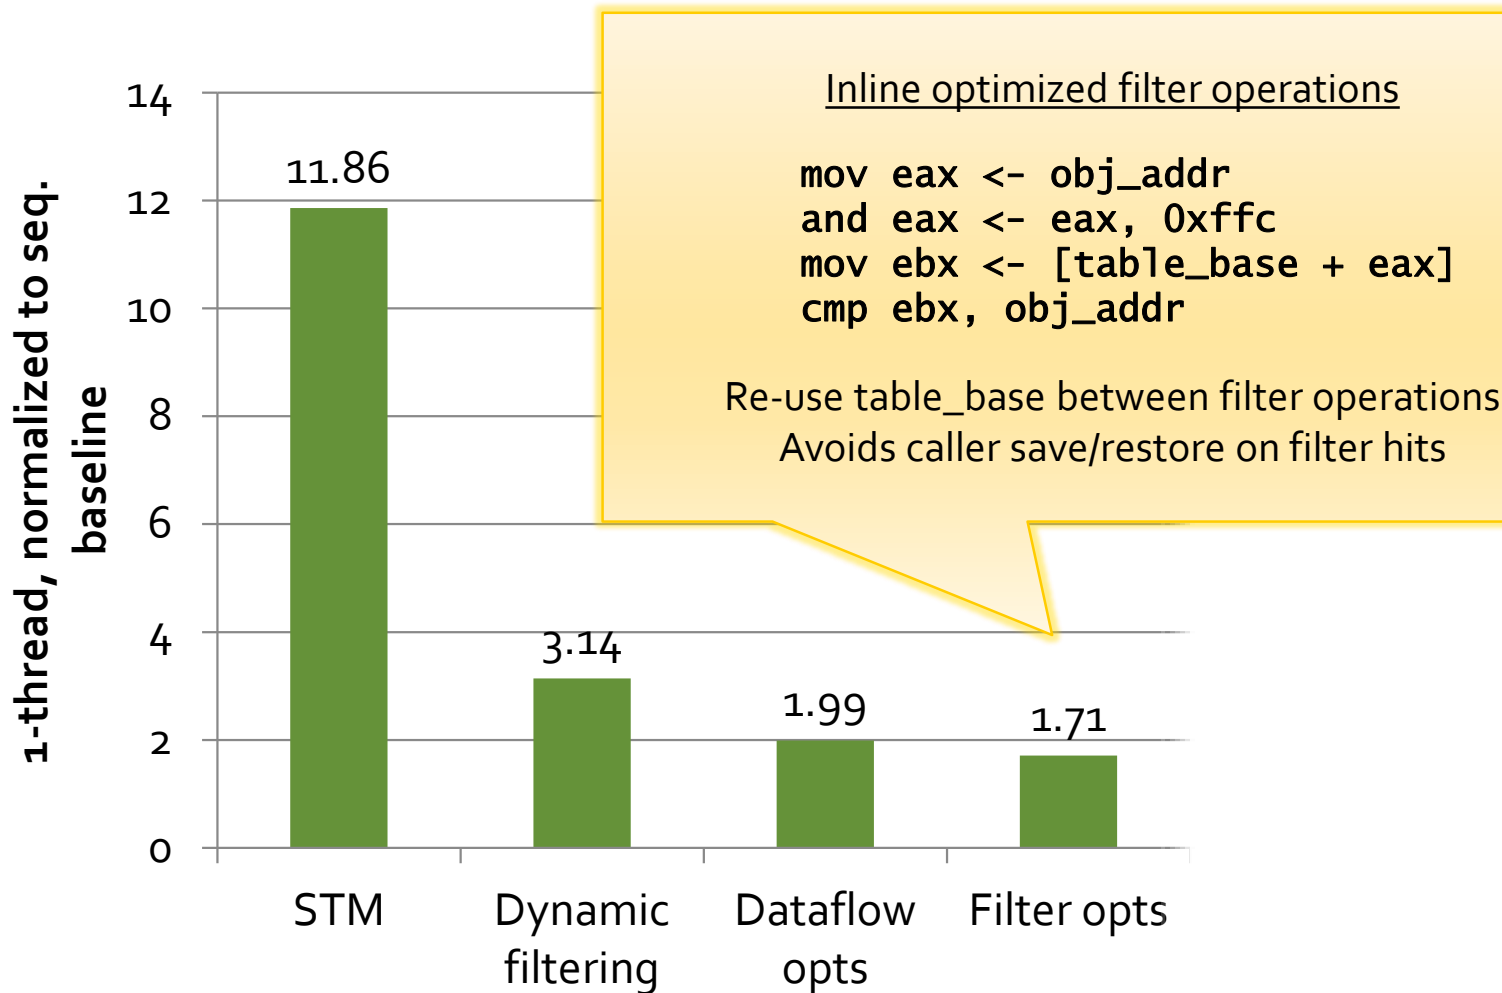 Inline optimized filter operations
mov eax <- obj_addr
and eax <- eax, 0xffc
mov ebx <- [table_base + eax]
cmp ebx, obj_addr
Re-use table_base between filter operations
Avoids caller save/restore on filter hits
1-thread, normalized to seq.
baseline
14
12
10
8
6
4
2
0
11.86
3.14
1.99
1.71
STM
Dynamic
filtering
Dataflow
opts
Filter opts